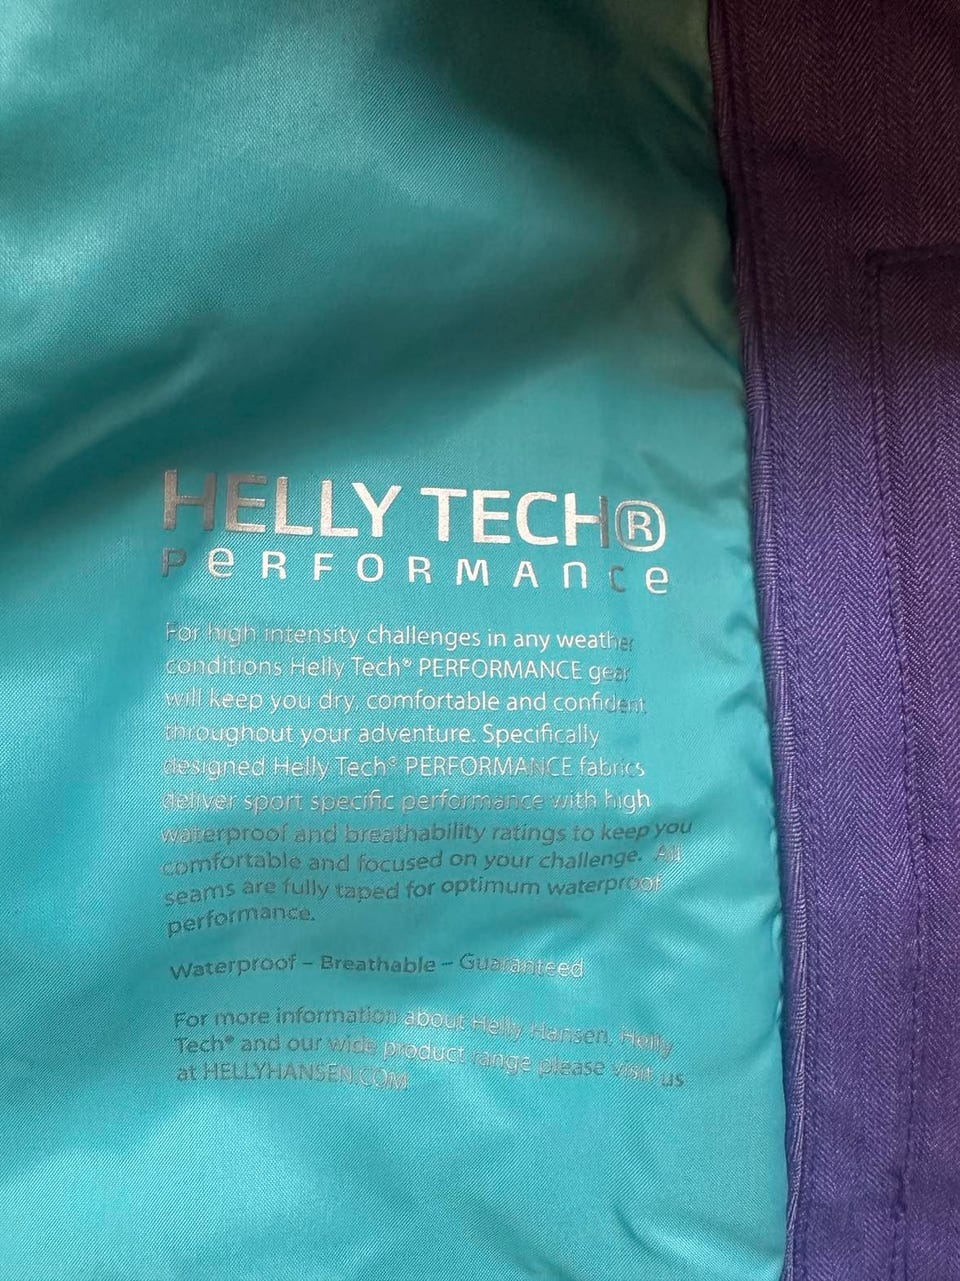 HELLY TECH®
PERFORMANCE
For high intensity challenges in any weather
conditions Helly Tech® PERFORMANCE gear
will keep you dry, comfortable and confident
throughout your adventure. Specifically
designed Helly Tech® PERFORMANCE fabrics
deliver sport specific performance with high
waterproof and breathability ratings to keep you
comfortable and focused on your challenge. All
seams are fully taped for optimum waterproof
performance.
Waterproof – Breathable – Guaranteed
For more information about Helly Hansen, Helly
Tech® and our wide product range please visit us
at HELLYHANSEN.COM